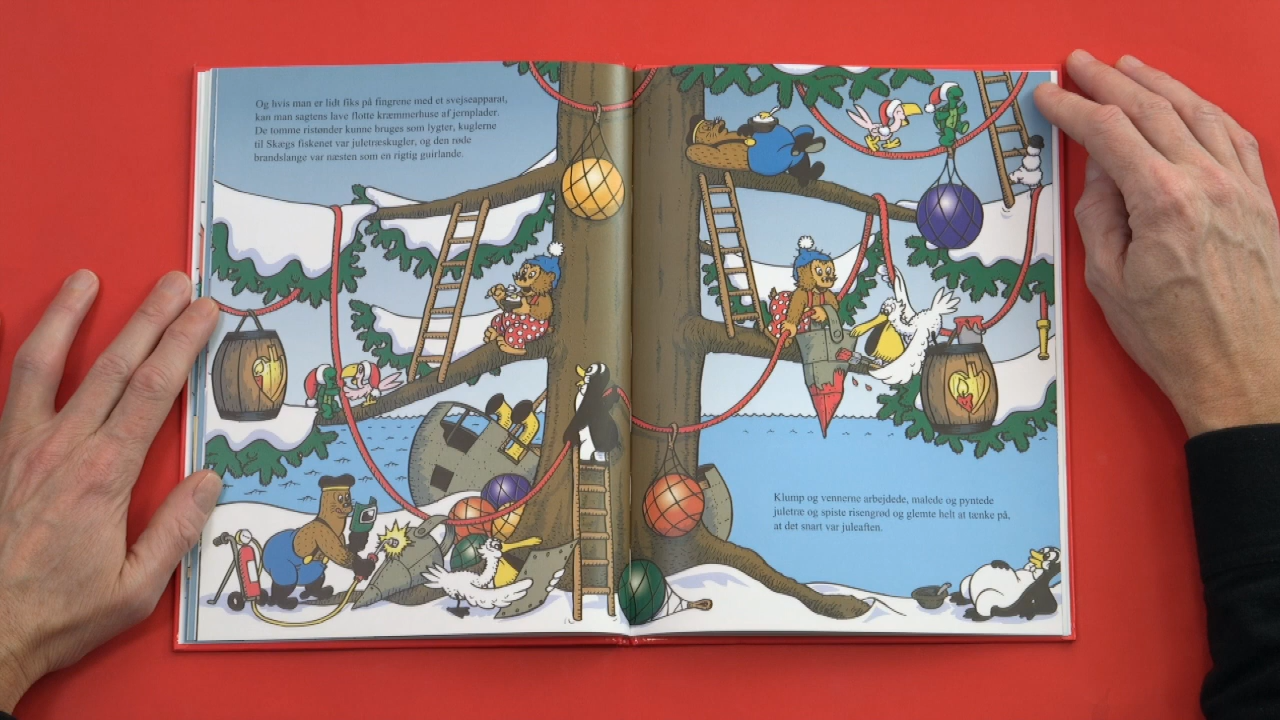 Og hvis man er lidt fiks på fingrene med et svejseapparat,
kan man sagtens lave flotte kræmmerhuse af jernplader.
De tomme ristønder kunne bruges som lygter, kuglerne
til Skægs fiskenet var juletræskugler, og den røde
brandslange var næsten som en rigtig guirlande.
Klump og vennerne arbejdede, malede og pyntede
juletræ og spiste risengrød og glemte helt at tænke på,
at det snart var juleaften.